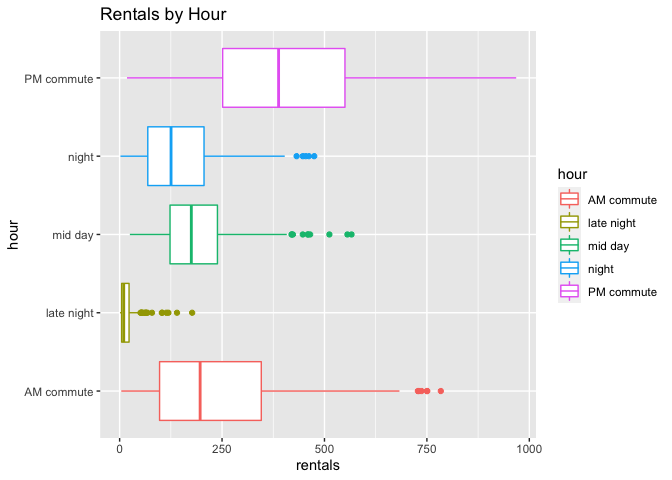 Rentals by Hour
hour
PM commute
night
mid day
late night
AM commute
0
250
500
750
1000
rentals
hour
AM commute
late night
mid day
night
PM commute